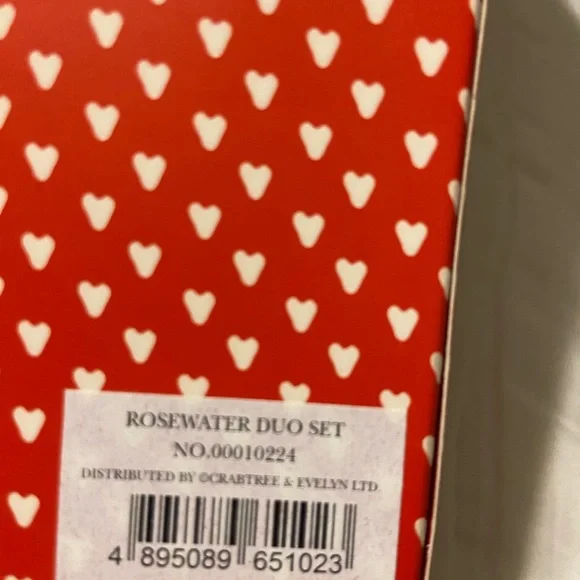 ROSEWATER DUO SET
NO.00010224
DISTRIBUTED BY ©CRABTREE & EVELYN LTD
4 895089 651023